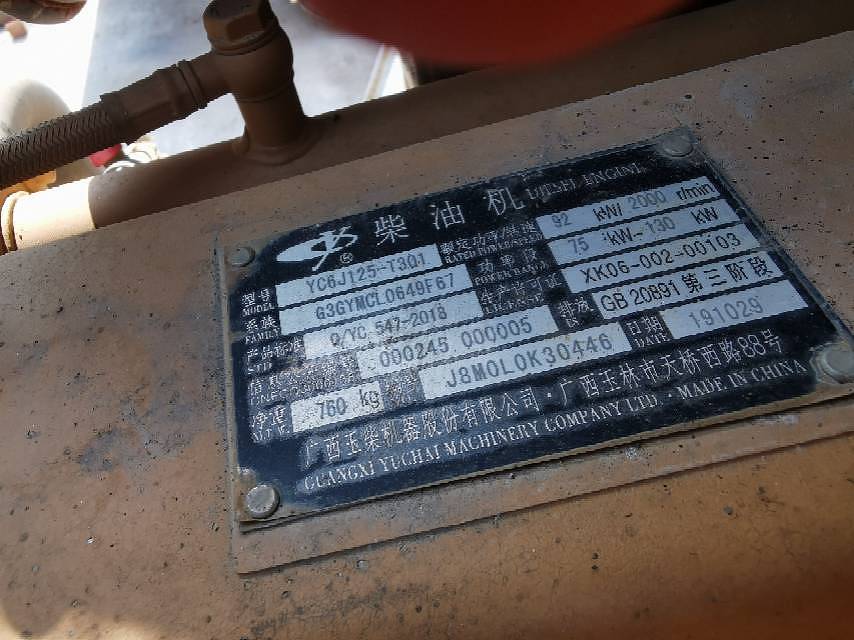 柴油机 DIESEL ENGINE
型号 MODEL YC6J125-T301 额定功率/转速 RATED POWER/SPEED 92 kW/ 2000 r/min
系族 FAMILY G3GYMCL0649F67 功率段 POWER RANGE 75 kW-130 kW
产品标准 STD Q/YC 547-2018 生产许可证 LICENSE XK06-002-00103
000245 000005 排放 GB 20891 第三阶段
净重 N.T.W. 760 kg J8M0L0K30446 日期 DATE 191029
广西玉柴机器股份有限公司·广西玉林市天桥西路88号
GUANGXI YUCHAI MACHINERY COMPANY LTD · MADE IN CHINA